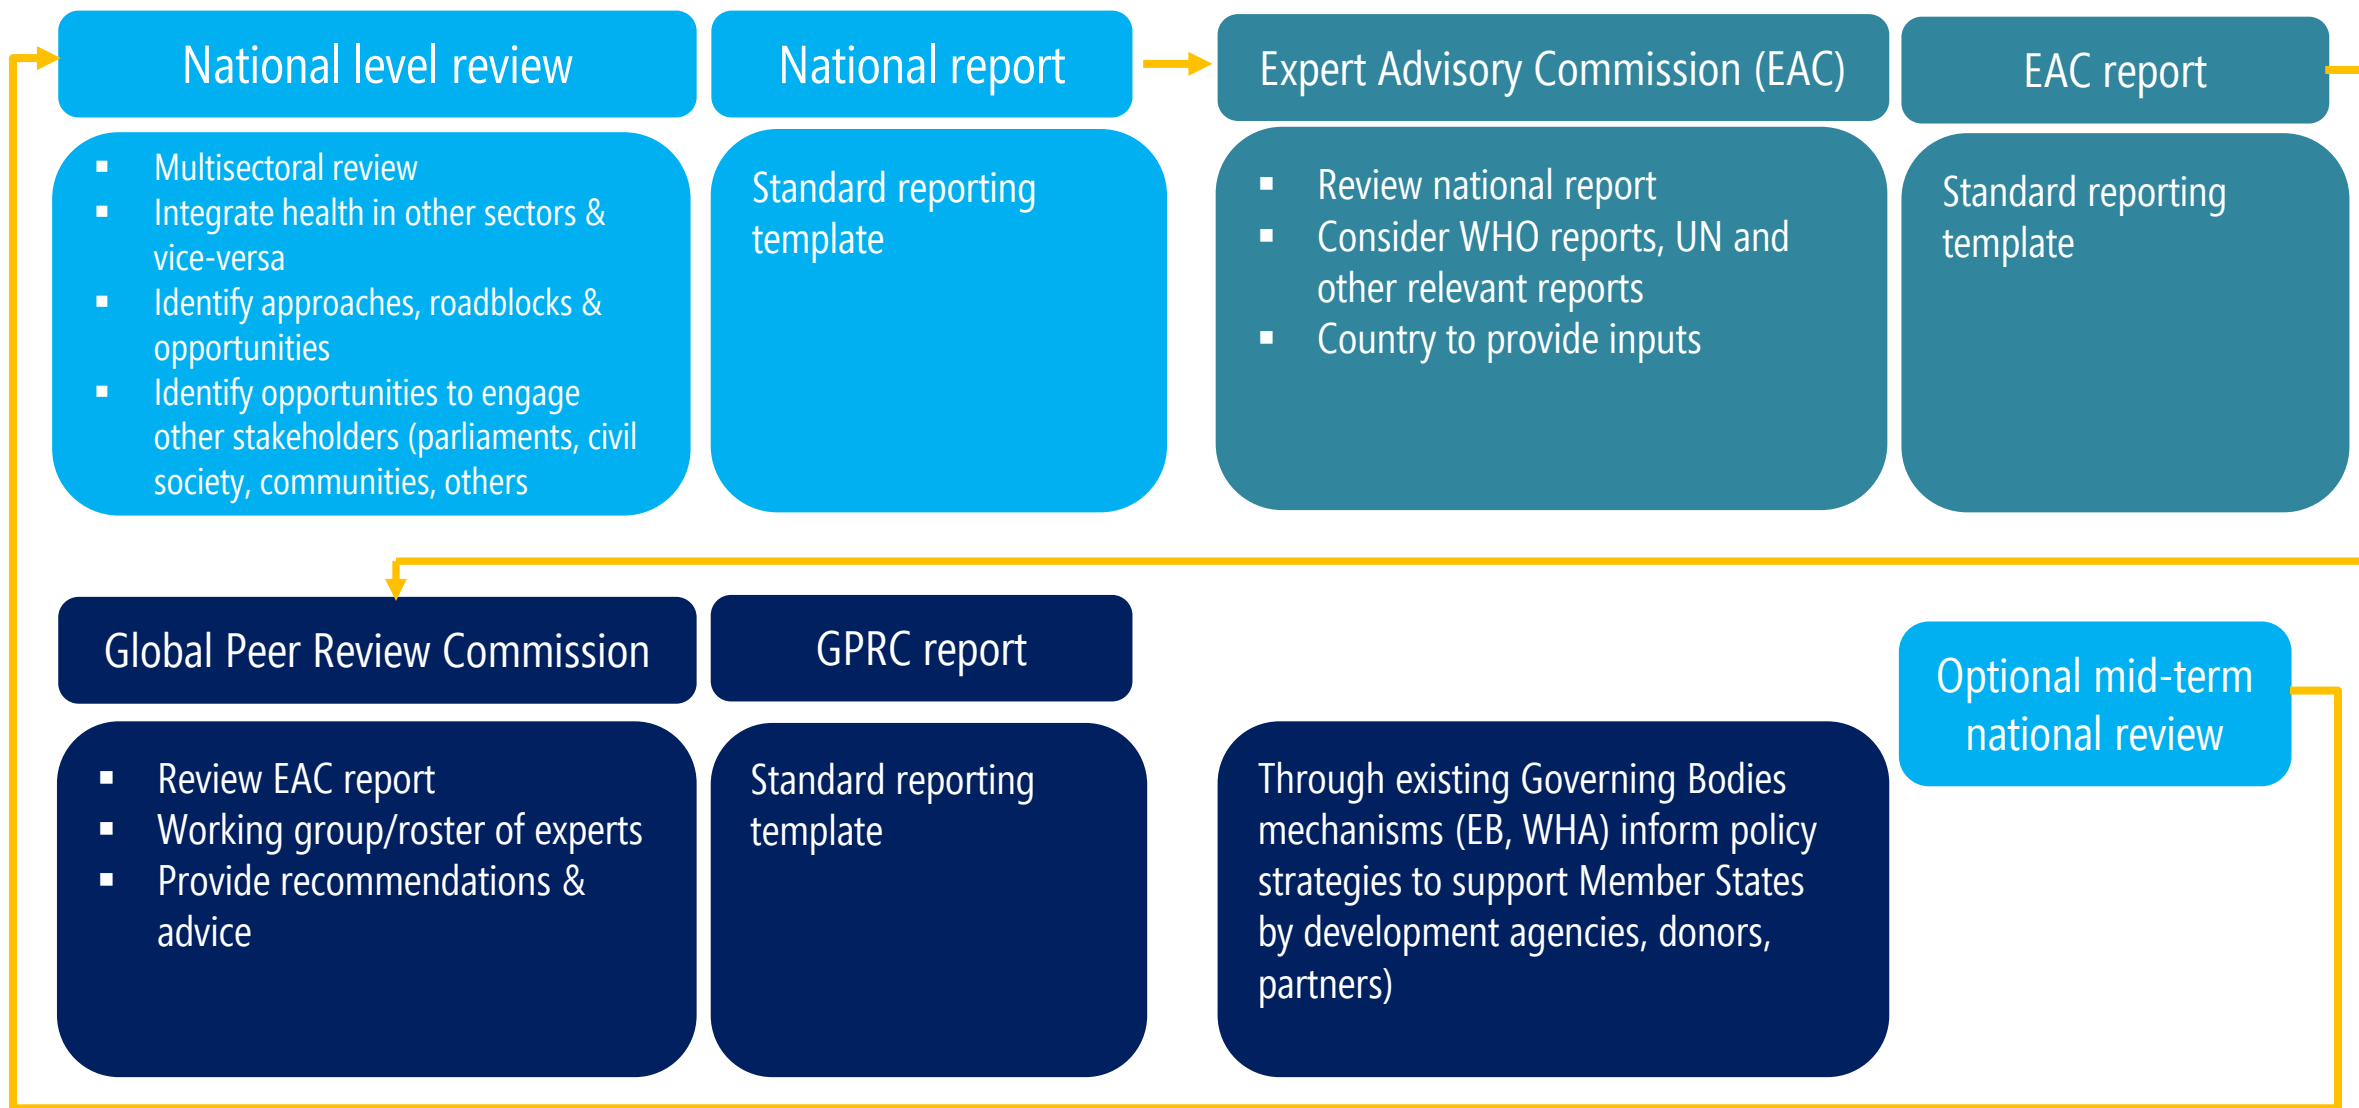 National level review
National report
Expert Advisory Commission (EAC)
EAC report
▪ Multisectoral review
▪ Integrate health in other sectors &
vice-versa
▪ Identify approaches, roadblocks &
opportunities
▪ Identify opportunities to engage
other stakeholders (parliaments, civil
society, communities, others
Standard reporting
template
▪ Review national report
▪ Consider WHO reports, UN and
other relevant reports
▪ Country to provide inputs
Standard reporting
template
Global Peer Review Commission
GPRC report
Optional mid-term
national review
▪ Review EAC report
▪ Working group/roster of experts
▪ Provide recommendations &
advice
Standard reporting
template
Through existing Governing Bodies
mechanisms (EB, WHA) inform policy
strategies to support Member States
by development agencies, donors,
partners)